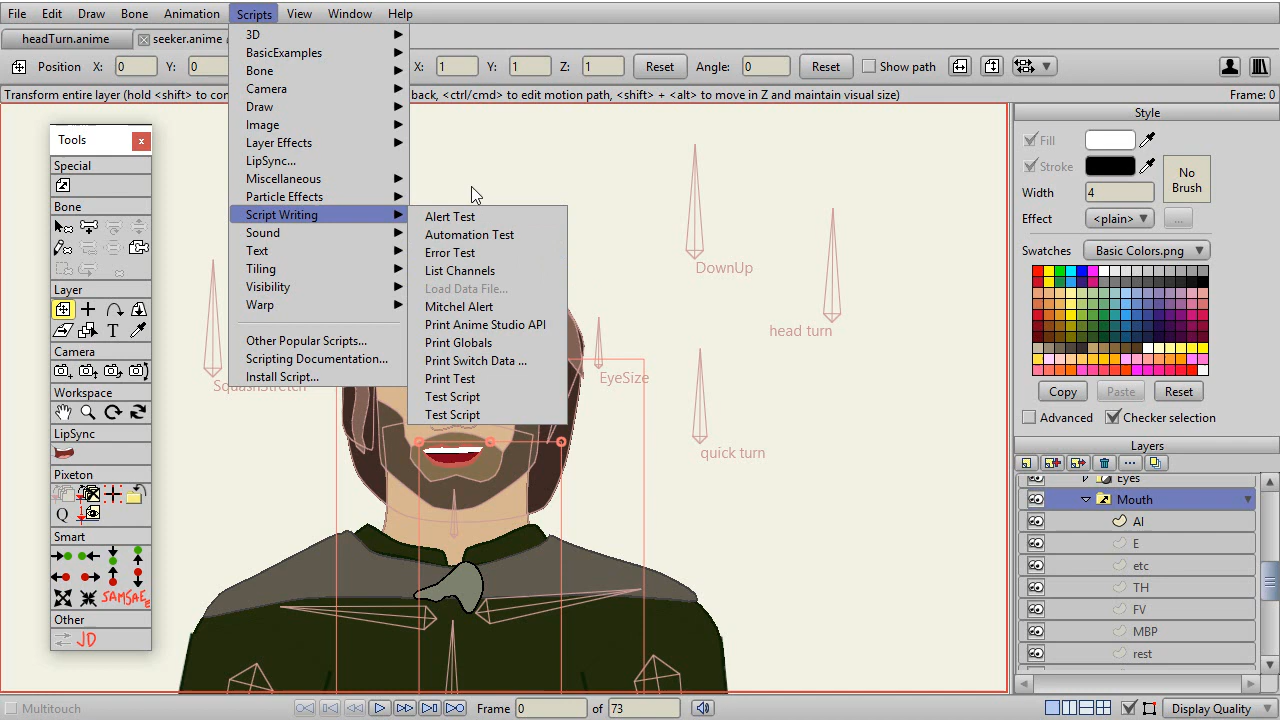 File Edit Draw Bone Animation Scripts View Window Help
headTurn.anime seeker.anime
Position X: 0 Y: 0 X: 1 Y: 1 Z: 1 Reset Angle: 0 Reset Show path
Transform entire layer (hold <shift> to con back, <ctrl/cmd> to edit motion path, <shift> + <alt> to move in Z and maintain visual size) Frame: 0
3D
BasicExamples
Bone
Camera
Draw
Image
Layer Effects
LipSync...
Miscellaneous
Particle Effects
Script Writing
Sound
Text
Tiling
Visibility
Warp
Other Popular Scripts...
Scripting Documentation...
Install Script...
Alert Test
Automation Test
Error Test
List Channels
Load Data File...
Mitchel Alert
Print Anime Studio API
Print Globals
Print Switch Data ...
Print Test
Test Script
Test Script
Tools x
Special
Bone
Layer
T
Camera
Workspace
LipSync
Pixeton
Q
Smart
SAMSAE
Other
JD
SquashStretch
EyeSize
DownUp
head turn
quick turn
Style
Fill
Stroke
No
Brush
Width 4
Effect <plain> ...
Swatches Basic Colors.png
Copy Paste Reset
Advanced Checker selection
Layers
Eyes
Mouth
AI
E
etc
TH
FV
MBP
rest
Multitouch Frame 0 of 73 Display Quality